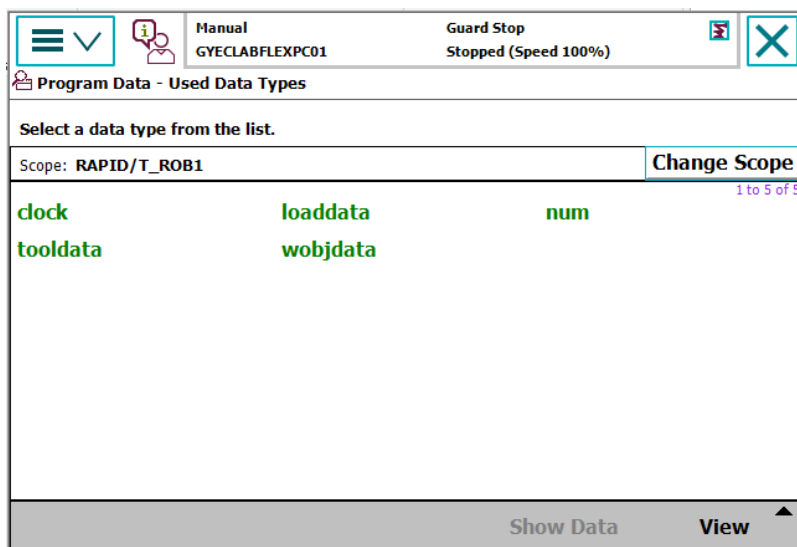 Manual Guard Stop
GYECLABFLEXPC01 Stopped (Speed 100%)
Program Data - Used Data Types
Select a data type from the list.
Scope: RAPID/T_ROB1 Change Scope
1 to 5 of 5
clock loaddata num
tooldata wobjdata
Show Data View